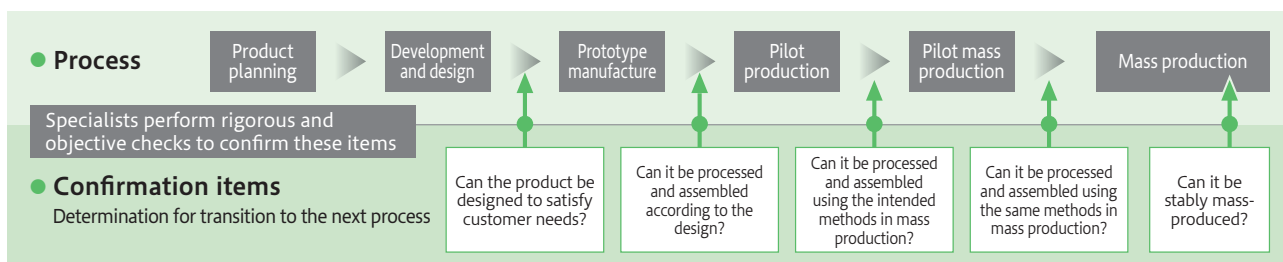 Process
Product
planning
Development
and design
Prototype
manufacture
Pilot
production
Pilot mass
production
Mass production
Specialists perform rigorous and
objective checks to confirm these items
Confirmation items
Determination for transition to the next process
Can the product be
designed to satisfy
customer needs?
Can it be processed
and assembled
according to the
design?
Can it be processed
and assembled
using the intended
methods in mass
production?
Can it be processed
and assembled using
the same methods in
mass production?
Can it be
stably mass-
produced?